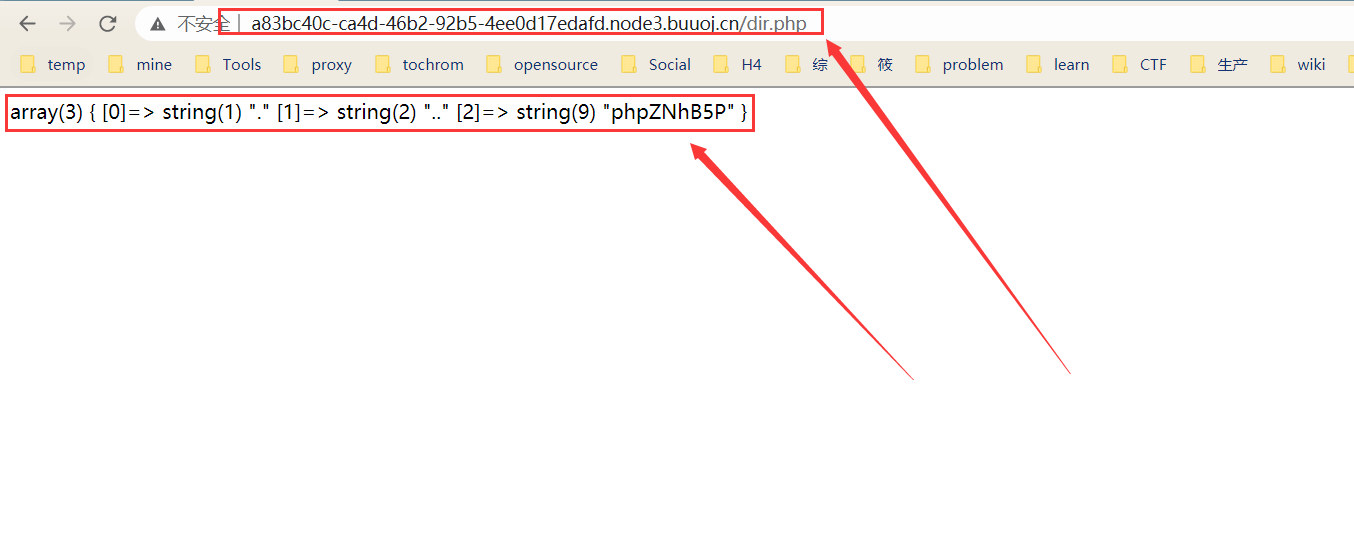 不安全 | a83bc40c-ca4d-46b2-92b5-4ee0d17edafd.node3.buuoj.cn/dir.php
temp mine Tools proxy tochrom opensource Social H4 综 筱 problem learn CTF 生产 wiki
array(3) { [0]=> string(1) "." [1]=> string(2) ".." [2]=> string(9) "phpZNhB5P" }